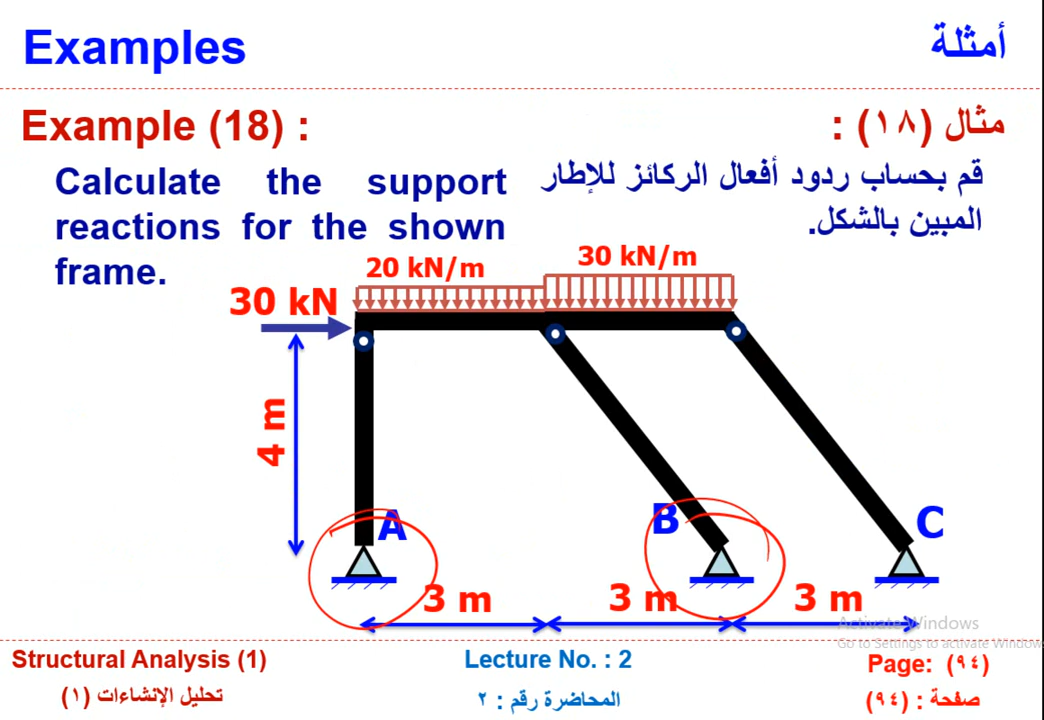 Examples
أمثلة
Example (18) :
مثال (١٨) :
Calculate the support
reactions for the shown
frame.
قم بحساب ردود أفعال الركائز للإطار
المبين بالشكل.
20 kN/m
30 kN/m
30 kN
4 m
A
B
C
3 m
3 m
3 m
Activate Windows
Go to Settings to activate Windows
Structural Analysis (1)
Lecture No. : 2
Page: (٩٤)
تحليل الإنشاءات (١)
المحاضرة رقم : ٢
صفحة : (٩٤)